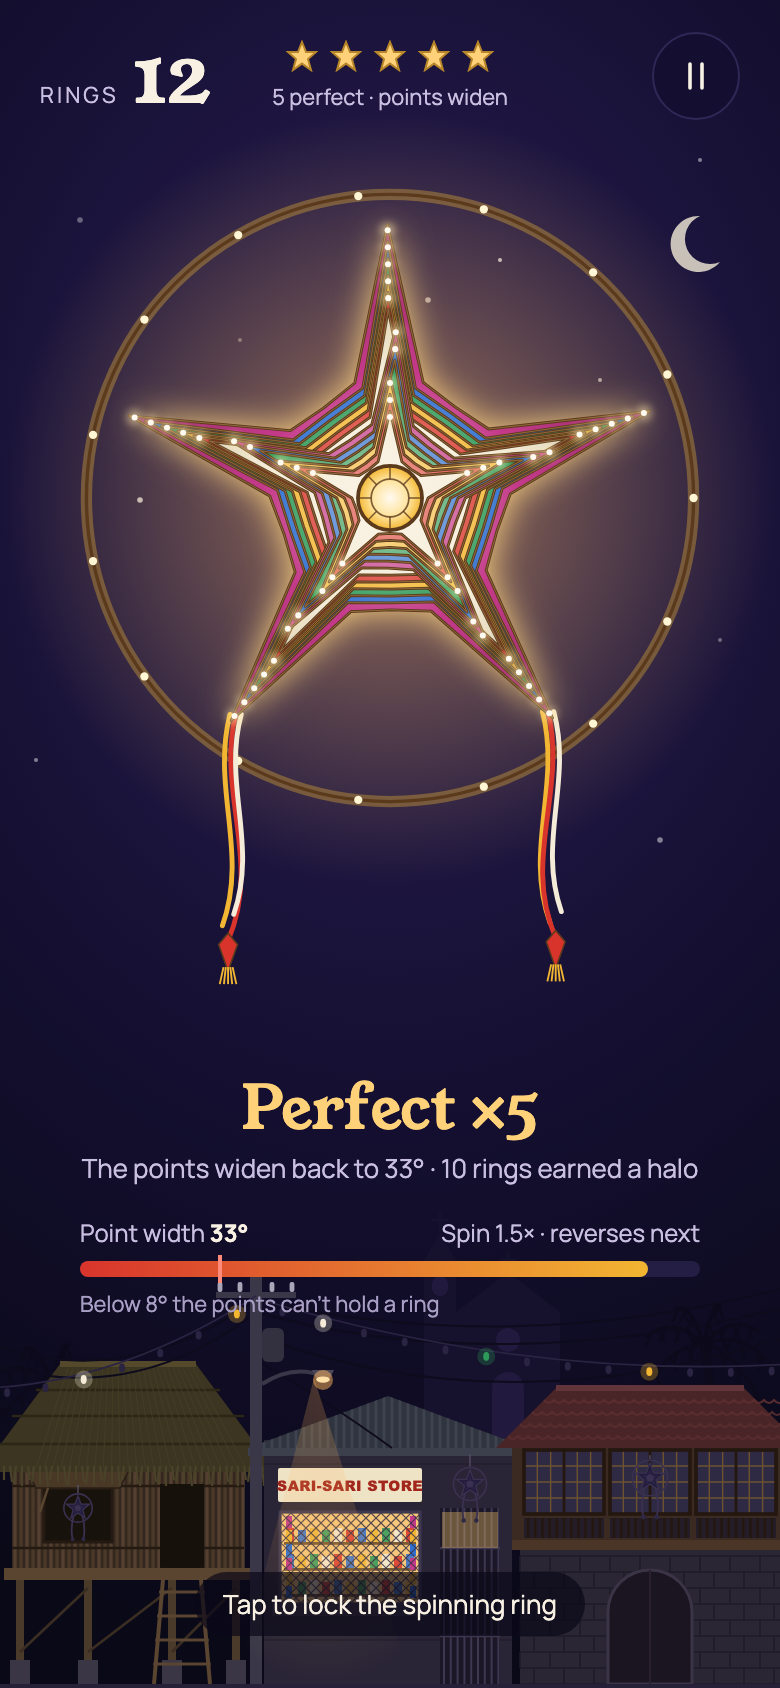 RINGS 12
5 perfect · points widen
Perfect ×5
The points widen back to 33° · 10 rings earned a halo
Point width 33°
Spin 1.5× · reverses next
Below 8° the points can't hold a ring
SARI-SARI STORE
Tap to lock the spinning ring